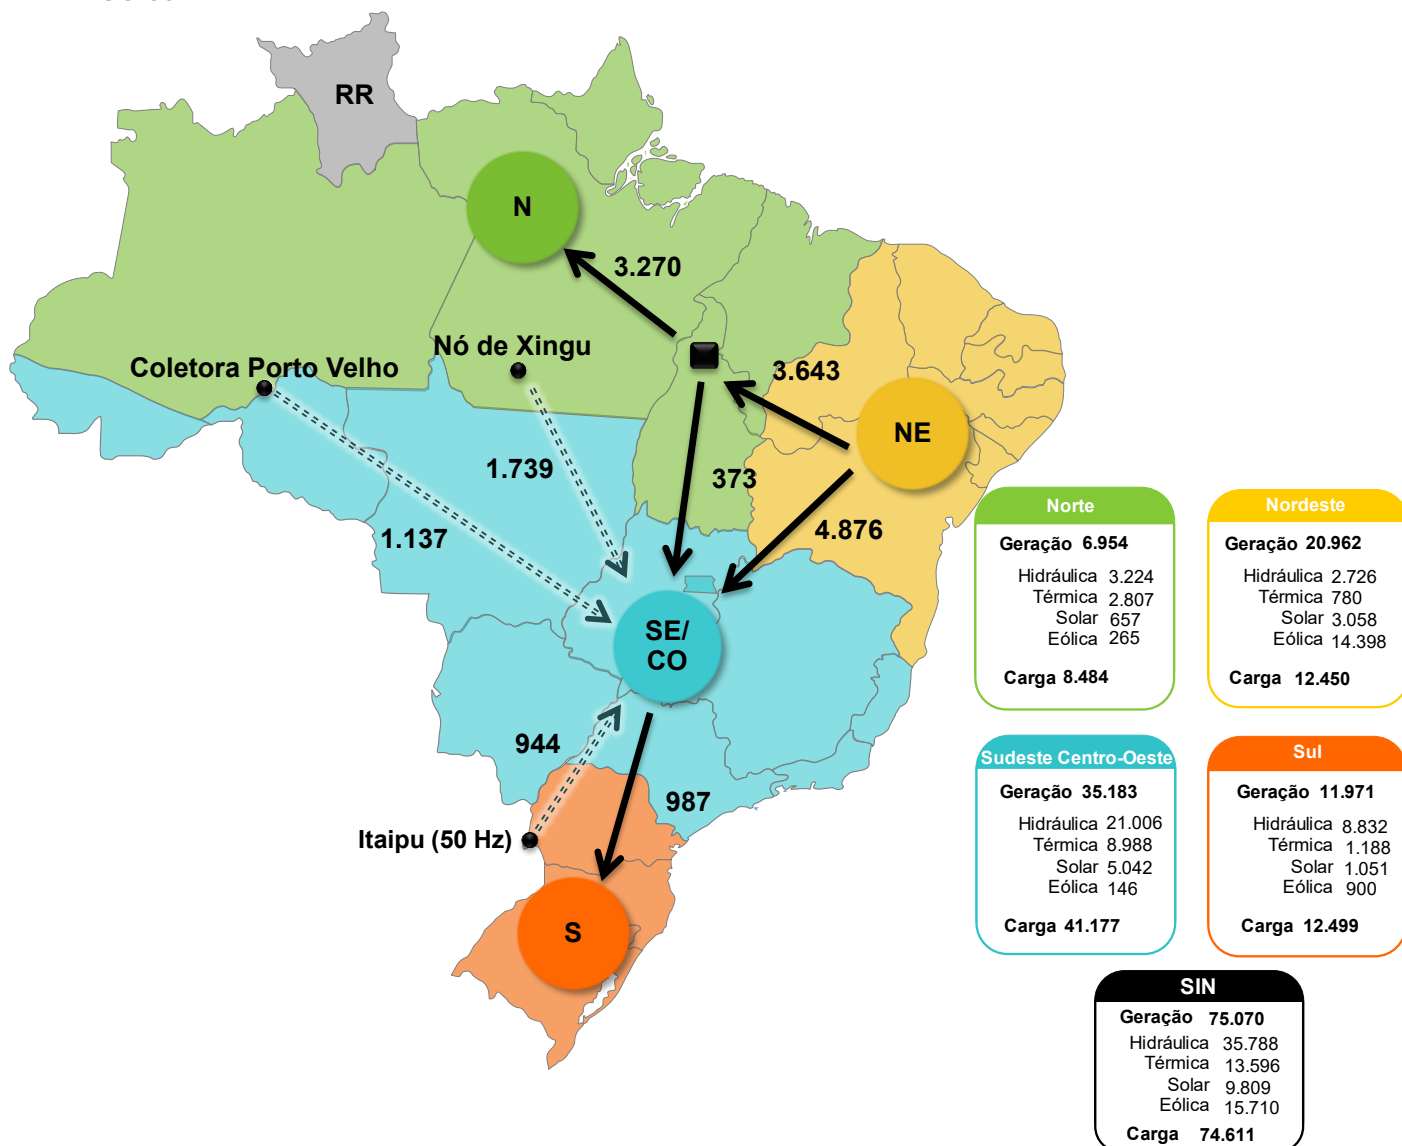 RR
N
3.270
Nó de Xingu
Coletora Porto Velho
3.643
NE
1.739
373
4.876
1.137
SE/
CO
944
987
Itaipu (50 Hz)
S
Norte
Geração 6.954
Hidráulica 3.224
Térmica 2.807
Solar 657
Eólica 265
Carga 8.484
Nordeste
Geração 20.962
Hidráulica 2.726
Térmica 780
Solar 3.058
Eólica 14.398
Carga 12.450
Sudeste Centro-Oeste
Geração 35.183
Hidráulica 21.006
Térmica 8.988
Solar 5.042
Eólica 146
Carga 41.177
Sul
Geração 11.971
Hidráulica 8.832
Térmica 1.188
Solar 1.051
Eólica 900
Carga 12.499
SIN
Geração 75.070
Hidráulica 35.788
Térmica 13.596
Solar 9.809
Eólica 15.710
Carga 74.611